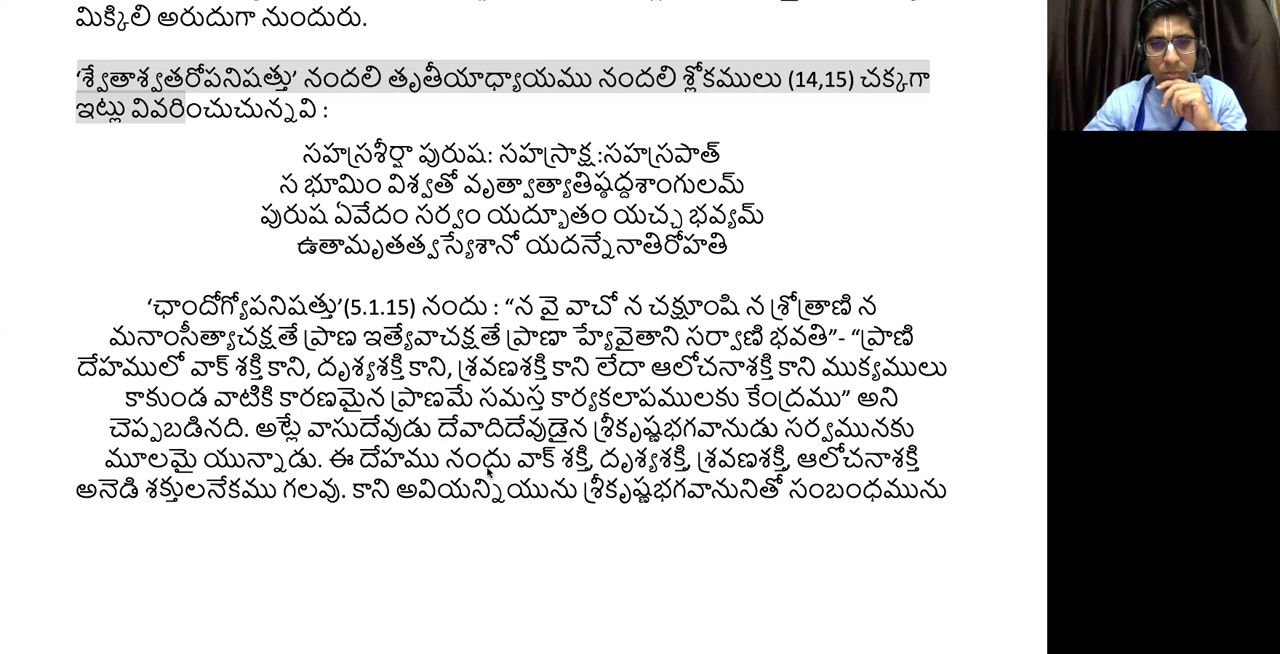 మిక్కిలి అరుదుగా నుందురు.
‘శ్వేతాశ్వతరోపనిషత్తు’ నందలి తృతీయాధ్యాయము నందలి శ్లోకములు (14,15) చక్కగా
ఇట్లు వివరించుచున్నవి :
సహస్రశీర్షా పురుష: సహస్రాక్ష:సహస్రపాత్
స భూమిం విశ్వతో వృత్వాత్యాతిష్ఠద్దశాంగులమ్
పురుష ఏవేదం సర్వం యద్భూతం యచ్చ భవ్యమ్
ఉతామృతత్వస్యేశానో యదన్నేనాతిరోహతి
‘ఛాందోగ్యోపనిషత్తు’(5.1.15) నందు : “న వై వాచో న చక్షూంషి న శ్రోత్రాణి న
మనాంసీత్యాచక్షతే ప్రాణ ఇత్యేవాచక్షతే ప్రాణా హ్యేవైతాని సర్వాణి భవతి”- “ప్రాణి
దేహములో వాక్ శక్తి కాని, దృశ్యశక్తి కాని, శ్రవణశక్తి కాని లేదా ఆలోచనాశక్తి కాని ముక్యములు
కాకుండ వాటికి కారణమైన ప్రాణమే సమస్త కార్యకలాపములకు కేంద్రము” అని
చెప్పబడినది. అట్లే వాసుదేవుడు దేవాదిదేవుడైన శ్రీకృష్ణభగవానుడు సర్వమునకు
మూలమై యున్నాడు. ఈ దేహము నందు వాక్ శక్తి, దృశ్యశక్తి, శ్రవణశక్తి, ఆలోచనాశక్తి
అనెడి శక్తులనేకము గలవు. కాని అవియన్నియును శ్రీకృష్ణభగవానునితో సంబంధమును